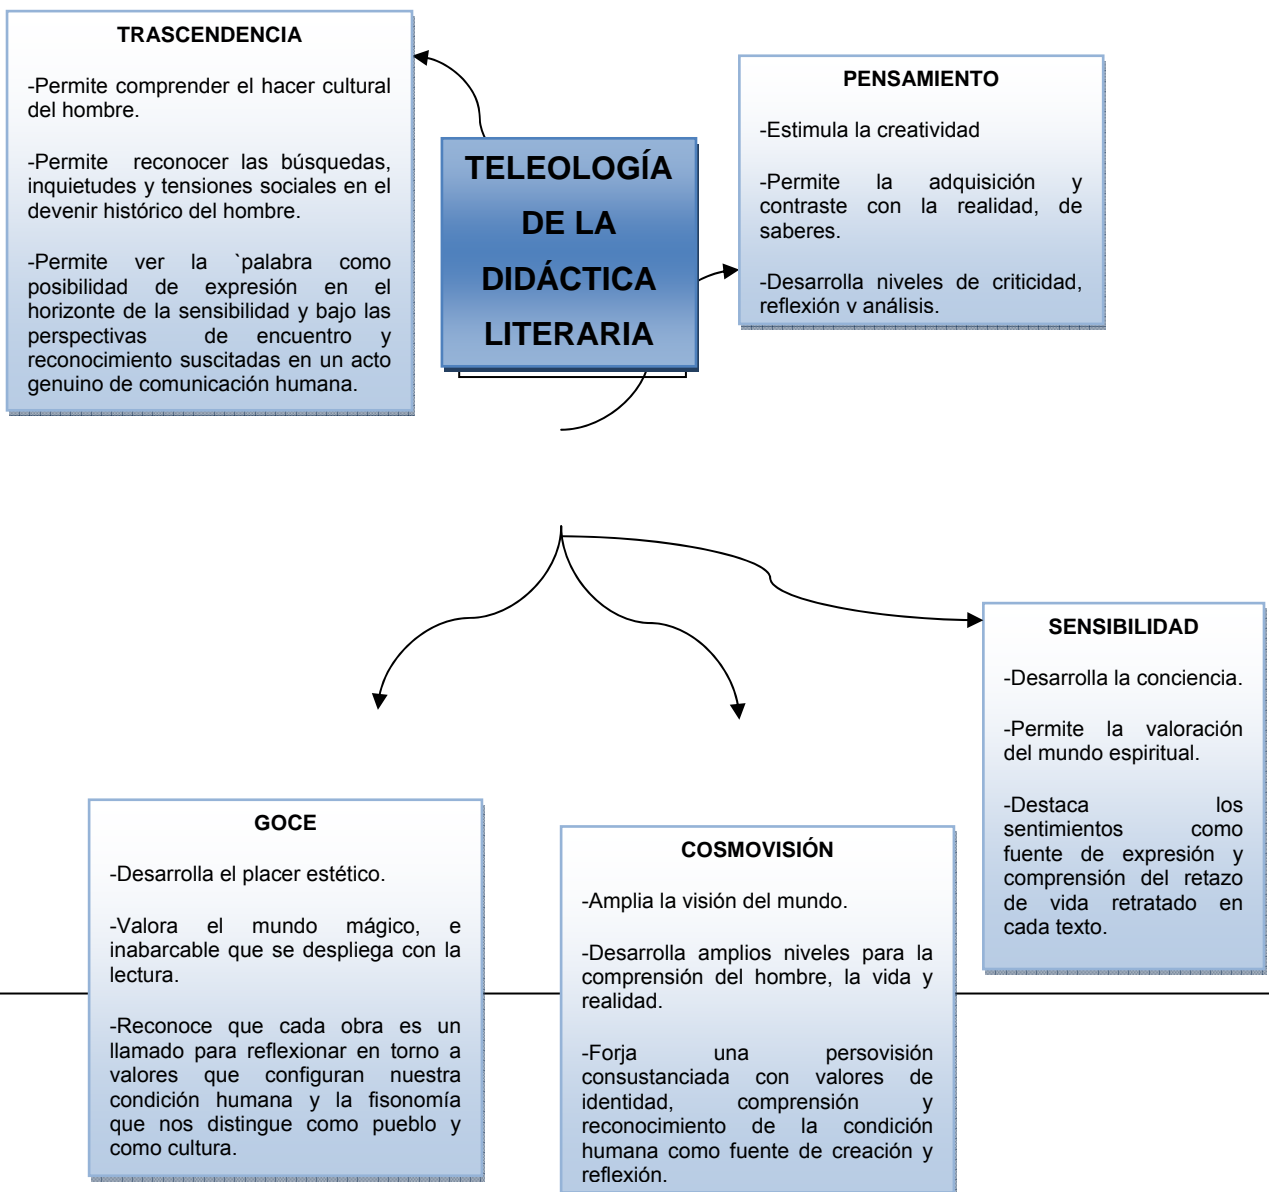 TRASCENDENCIA
-Permite comprender el hacer cultural
del hombre.
-Permite reconocer las búsquedas,
inquietudes y tensiones sociales en el
devenir histórico del hombre.
-Permite ver la `palabra como
posibilidad de expresión en el
horizonte de la sensibilidad y bajo las
perspectivas de encuentro y
reconocimiento suscitadas en un acto
genuino de comunicación humana.
TELEOLOGÍA
DE LA
DIDÁCTICA
LITERARIA
PENSAMIENTO
-Estimula la creatividad
-Permite la adquisición y
contraste con la realidad, de
saberes.
-Desarrolla niveles de criticidad,
reflexión y análisis.
SENSIBILIDAD
-Desarrolla la conciencia.
-Permite la valoración
del mundo espiritual.
-Destaca los
sentimientos como
fuente de expresión y
comprensión del retazo
de vida retratado en
cada texto.
GOCE
-Desarrolla el placer estético.
-Valora el mundo mágico, e
inabarcable que se despliega con la
lectura.
-Reconoce que cada obra es un
llamado para reflexionar en torno a
valores que configuran nuestra
condición humana y la fisonomía
que nos distingue como pueblo y
como cultura.
COSMOVISIÓN
-Amplia la visión del mundo.
-Desarrolla amplios niveles para la
comprensión del hombre, la vida y
realidad.
-Forja una persovisión
consustanciada con valores de
identidad, comprensión y
reconocimiento de la condición
humana como fuente de creación y
reflexión.